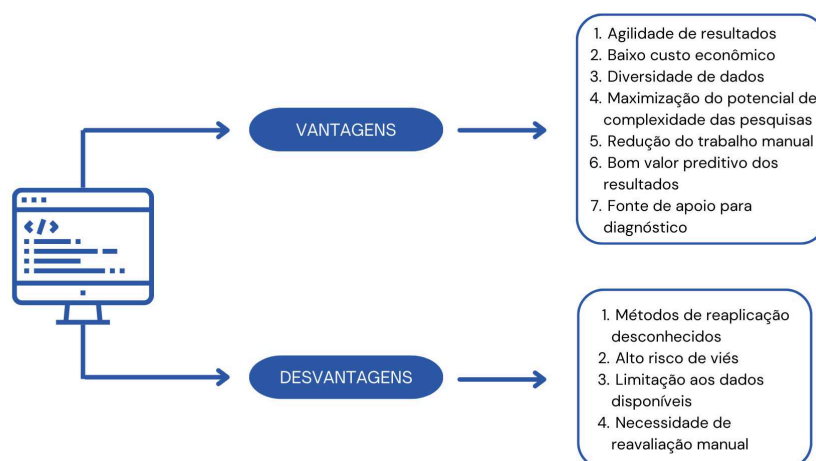 VANTAGENS
1. Agilidade de resultados
2. Baixo custo econômico
3. Diversidade de dados
4. Maximização do potencial de
complexidade das pesquisas
5. Redução do trabalho manual
6. Bom valor preditivo dos
resultados
7. Fonte de apoio para
diagnóstico
</>
DESVANTAGENS
1. Métodos de reaplicação
desconhecidos
2. Alto risco de viés
3. Limitação aos dados
disponíveis
4. Necessidade de
reavaliação manual